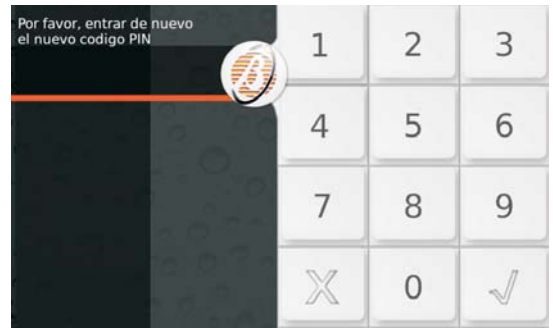 Por favor, entrar de nuevo
el nuevo codigo PIN
1 2 3
4 5 6
7 8 9
X 0 √